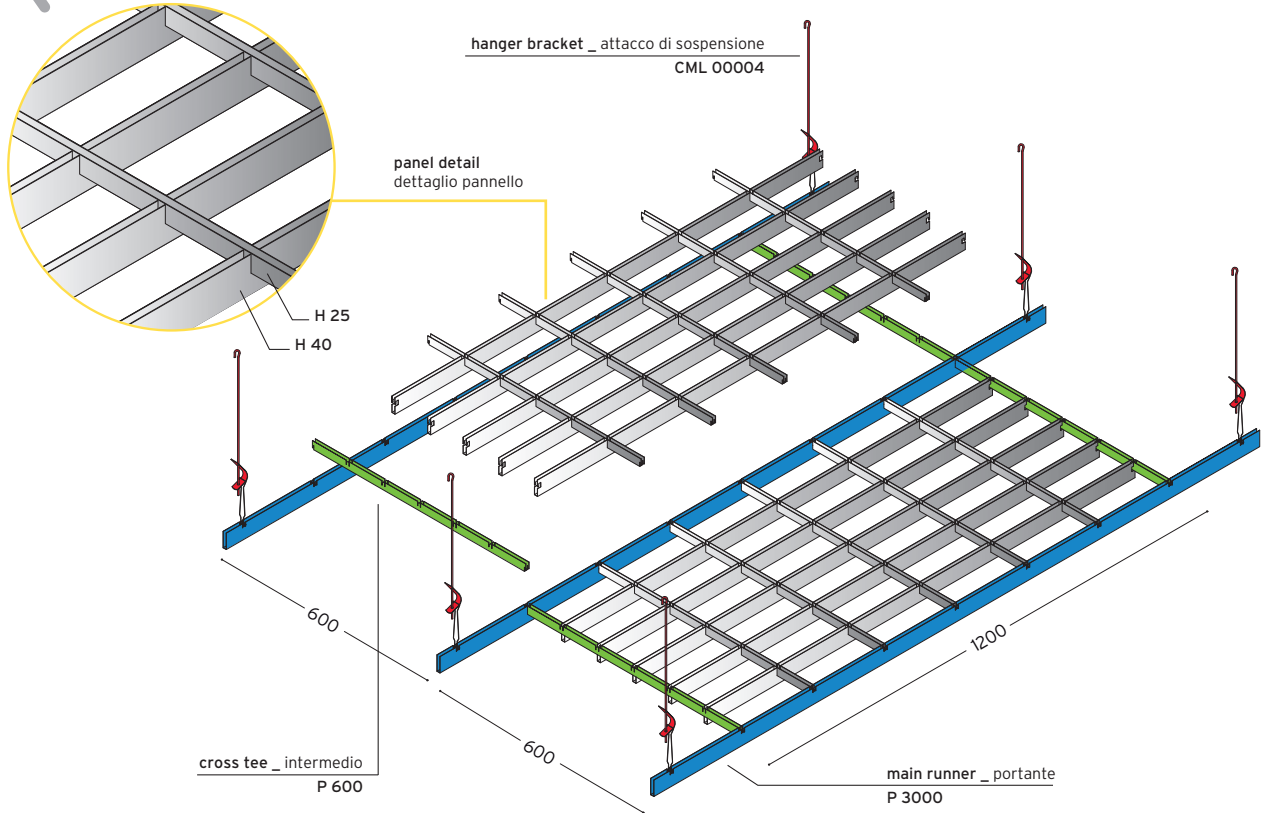 hanger bracket _ attacco di sospensione
CML 00004
panel detail
dettaglio pannello
H 25
H 40
600
1200
600
cross tee _ intermedio
P 600
main runner _ portante
P 3000